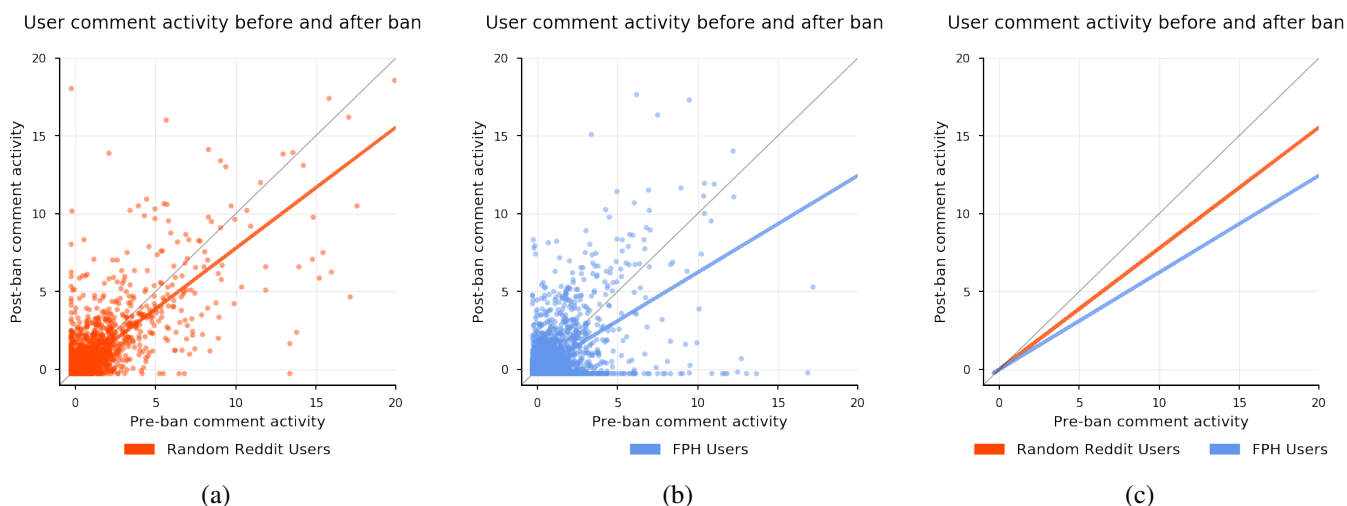 User comment activity before and after ban
20
15
10
5
0
Post-ban comment activity
0 5 10 15 20
Pre-ban comment activity
Random Reddit Users
(a)
User comment activity before and after ban
20
15
10
5
0
Post-ban comment activity
0 5 10 15 20
Pre-ban comment activity
FPH Users
(b)
User comment activity before and after ban
20
15
10
5
0
Post-ban comment activity
0 5 10 15 20
Pre-ban comment activity
Random Reddit Users FPH Users
(c)